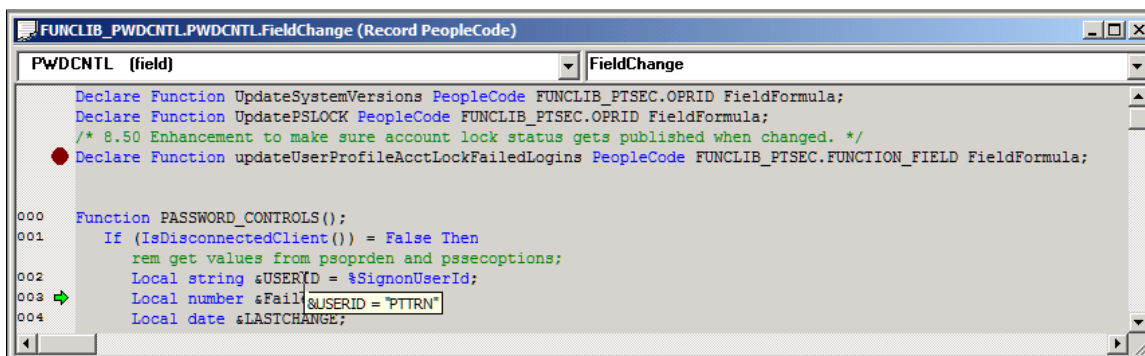 FUNCLIB_PWDCNTL.PWDCNTL.FieldChange (Record PeopleCode)
PWDCNTL (field) FieldChange
Declare Function UpdateSystemVersions PeopleCode FUNCLIB_PTSEC.OPRID FieldFormula;
Declare Function UpdatePSLOCK PeopleCode FUNCLIB_PTSEC.OPRID FieldFormula;
/* 8.50 Enhancement to make sure account lock status gets published when changed. */
Declare Function updateUserProfileAcctLockFailedLogins PeopleCode FUNCLIB_PTSEC.FUNCTION_FIELD FieldFormula;
000 Function PASSWORD_CONTROLS();
001 If (IsDisconnectedClient()) = False Then
rem get values from psoprden and pssecoptions;
002 Local string &USERID = %SignonUserId;
003 Local number &Fail
&USERID = "PTTRN"
004 Local date &LASTCHANGE;